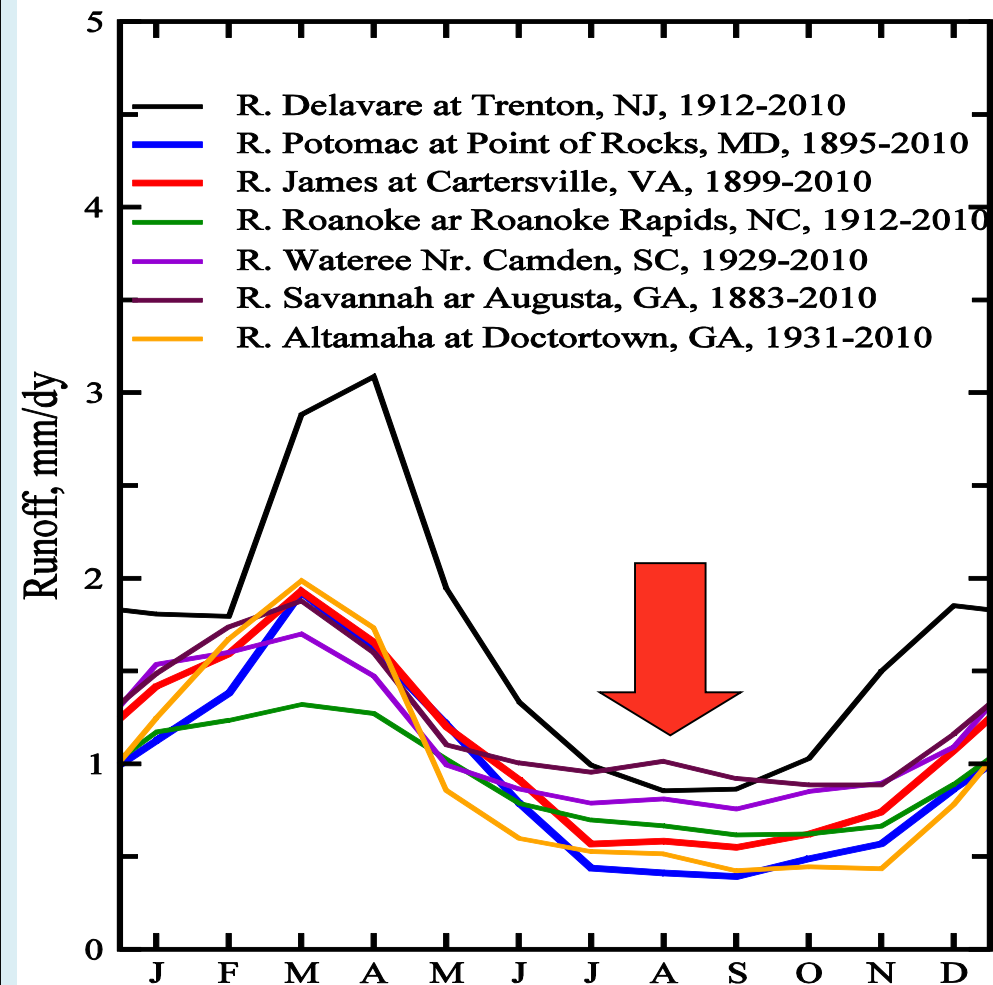 5
R. Delavare at Trenton, NJ, 1912-2010
R. Potomac at Point of Rocks, MD, 1895-2010
R. James at Cartersville, VA, 1899-2010
4
R. Roanoke ar Roanoke Rapids, NC, 1912-2010
R. Wateree Nr. Camden, SC, 1929-2010
R. Savannah ar Augusta, GA, 1883-2010
R. Altamaha at Doctortown, GA, 1931-2010
3
Runoff, mm/dy
2
1
0
J F M A M J J A S O N D